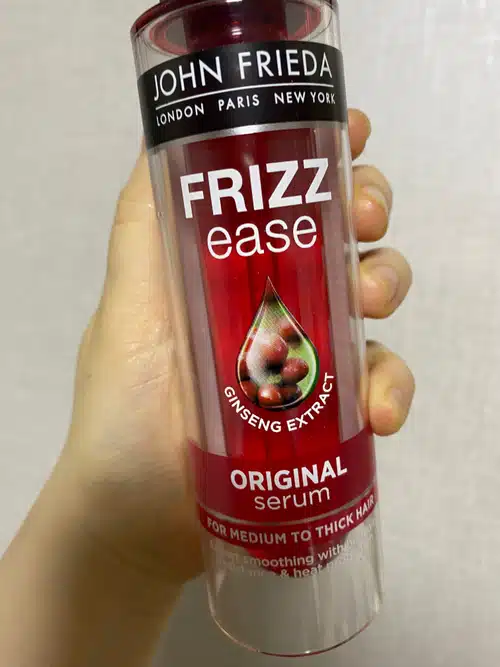 JOHN FRIEDA
LONDON PARIS NEW YORK
FRIZZ
ease
GINSENG EXTRACT
ORIGINAL
serum
FOR MEDIUM TO THICK HAIR
smoothing with
& heat